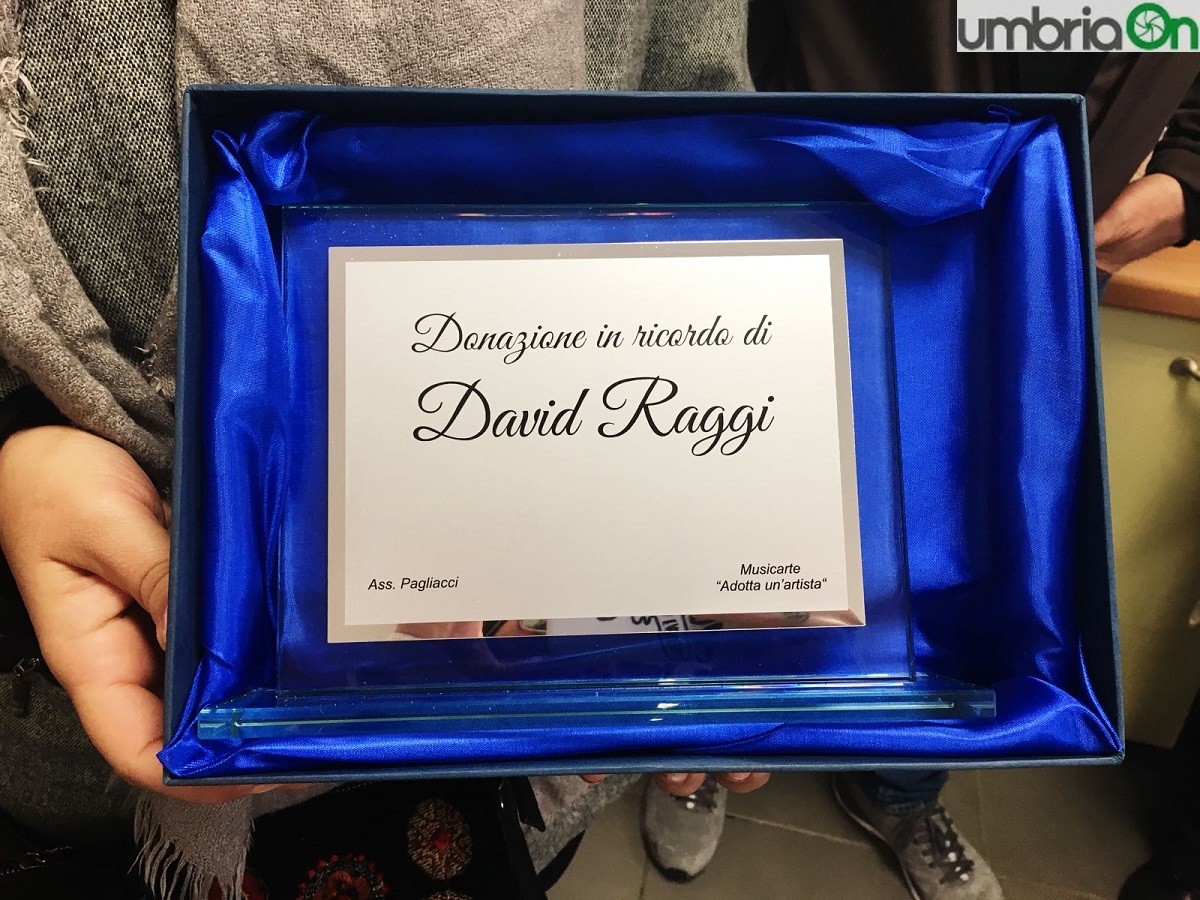 umbriaOn
Donazione in ricordo di
David Raggi
Ass. Pagliacci
Musicarte
“Adotta un'artista“